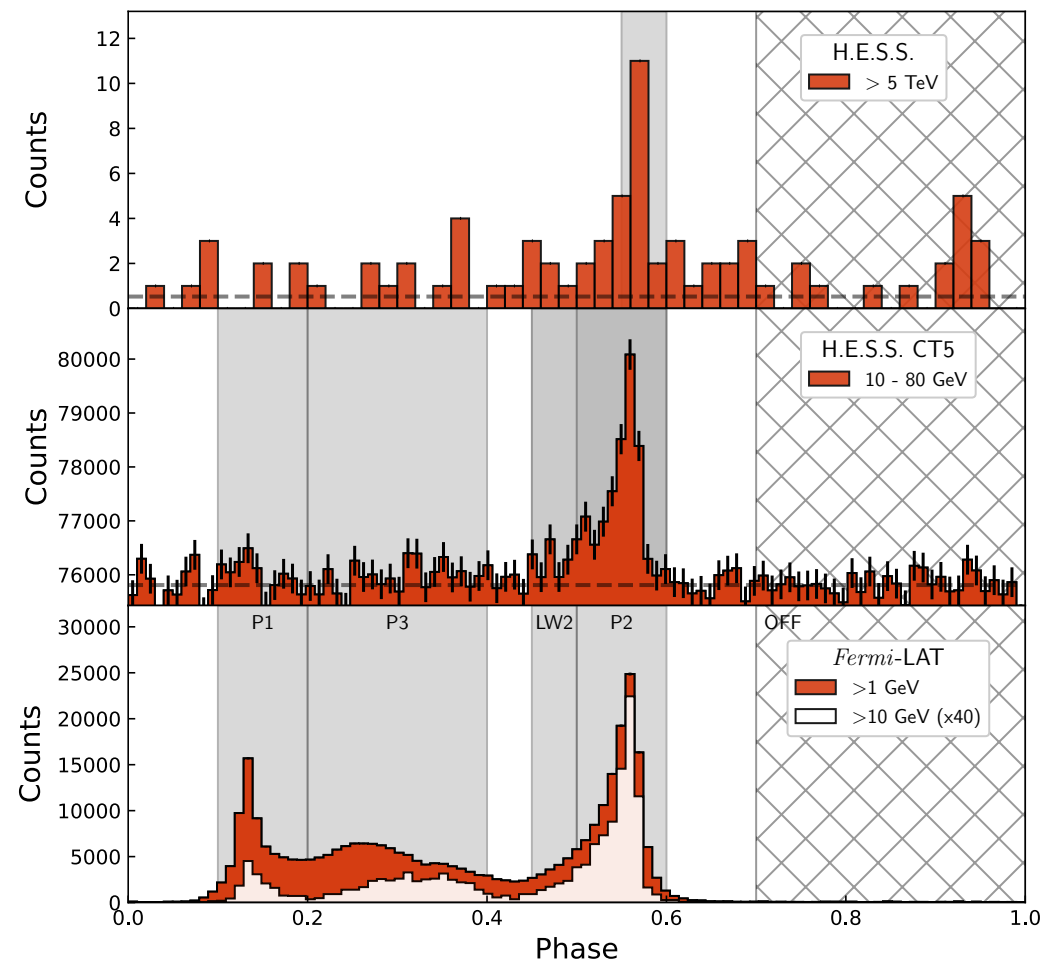 12
10
8
6
4
2
0
Counts
H.E.S.S.
> 5 TeV
80000
79000
78000
77000
76000
Counts
H.E.S.S. CT5
10 - 80 GeV
P1
P3
LW2
P2
OFF
30000
25000
20000
15000
10000
5000
0
Counts
Fermi-LAT
>1 GeV
>10 GeV (x40)
0.0
0.2
0.4
0.6
0.8
1.0
Phase